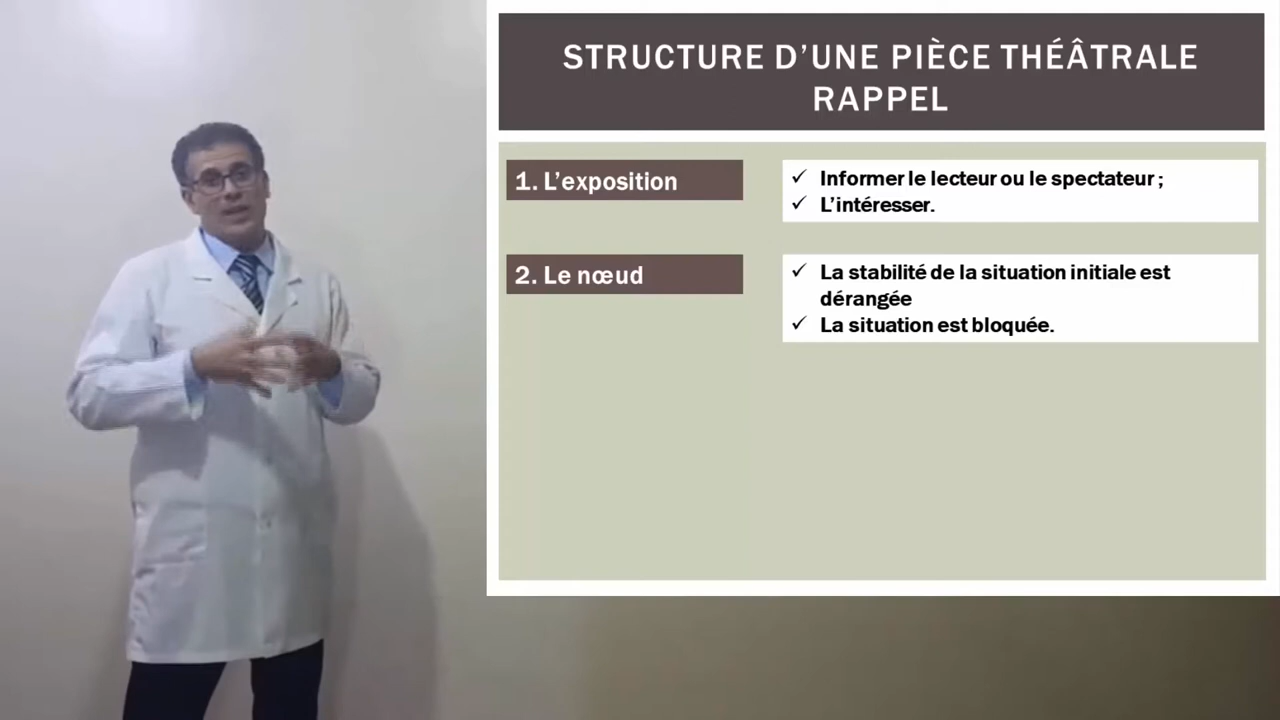 STRUCTURE D’UNE PIÈCE THÉÂTRALE
RAPPEL
1. L’exposition
✓ Informer le lecteur ou le spectateur ;
✓ L’intéresser.
2. Le nœud
✓ La stabilité de la situation initiale est
dérangée
✓ La situation est bloquée.